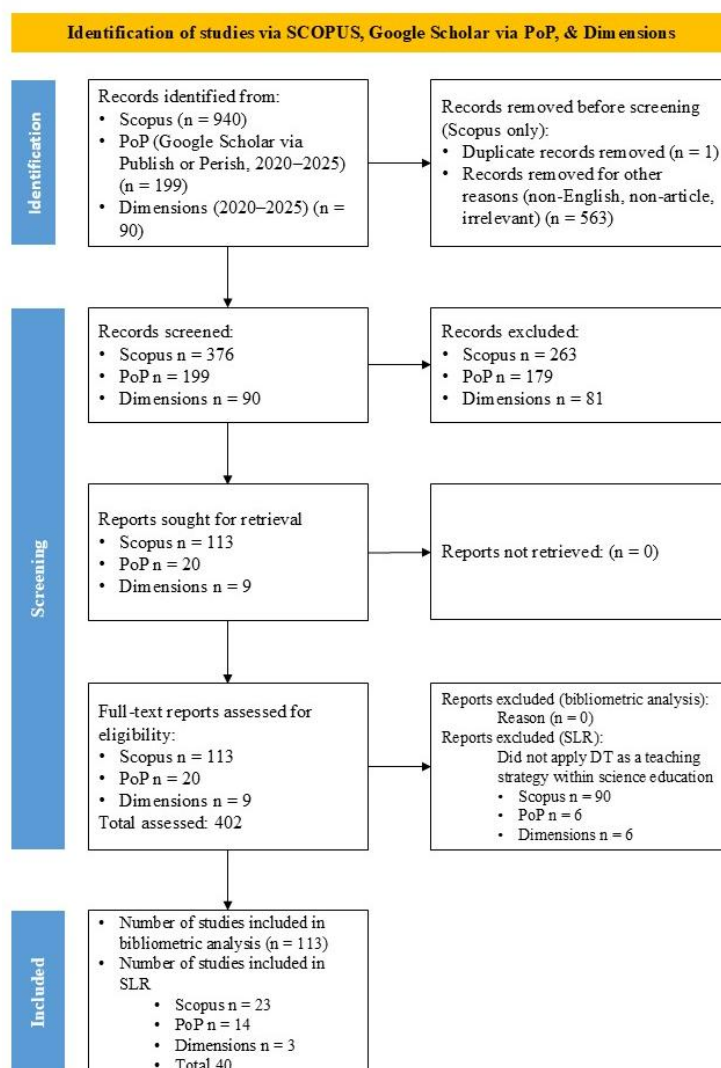 Identification of studies via SCOPUS, Google Scholar via PoP, & Dimensions
Identification
Records identified from:
• Scopus (n = 940)
• PoP (Google Scholar via
Publish or Perish, 2020–2025)
(n = 199)
• Dimensions (2020–2025) (n =
90)
Records removed before screening
(Scopus only):
• Duplicate records removed (n = 1)
• Records removed for other
reasons (non-English, non-article,
irrelevant) (n = 563)
Screening
Records screened:
• Scopus n = 376
• PoP n = 199
• Dimensions n = 90
Records excluded:
• Scopus n = 263
• PoP n = 179
• Dimensions n = 81
Reports sought for retrieval
• Scopus n = 113
• PoP n = 20
• Dimensions n = 9
Reports not retrieved: (n = 0)
Full-text reports assessed for
eligibility:
• Scopus n = 113
• PoP n = 20
• Dimensions n = 9
Total assessed: 402
Reports excluded (bibliometric analysis):
Reason (n = 0)
Reports excluded (SLR):
Did not apply DT as a teaching
strategy within science education
• Scopus n = 90
• PoP n = 6
• Dimensions n = 6
Included
• Number of studies included in
bibliometric analysis (n = 113)
• Number of studies included in
SLR
• Scopus n = 23
• PoP n = 14
• Dimensions n = 3
• Total 40